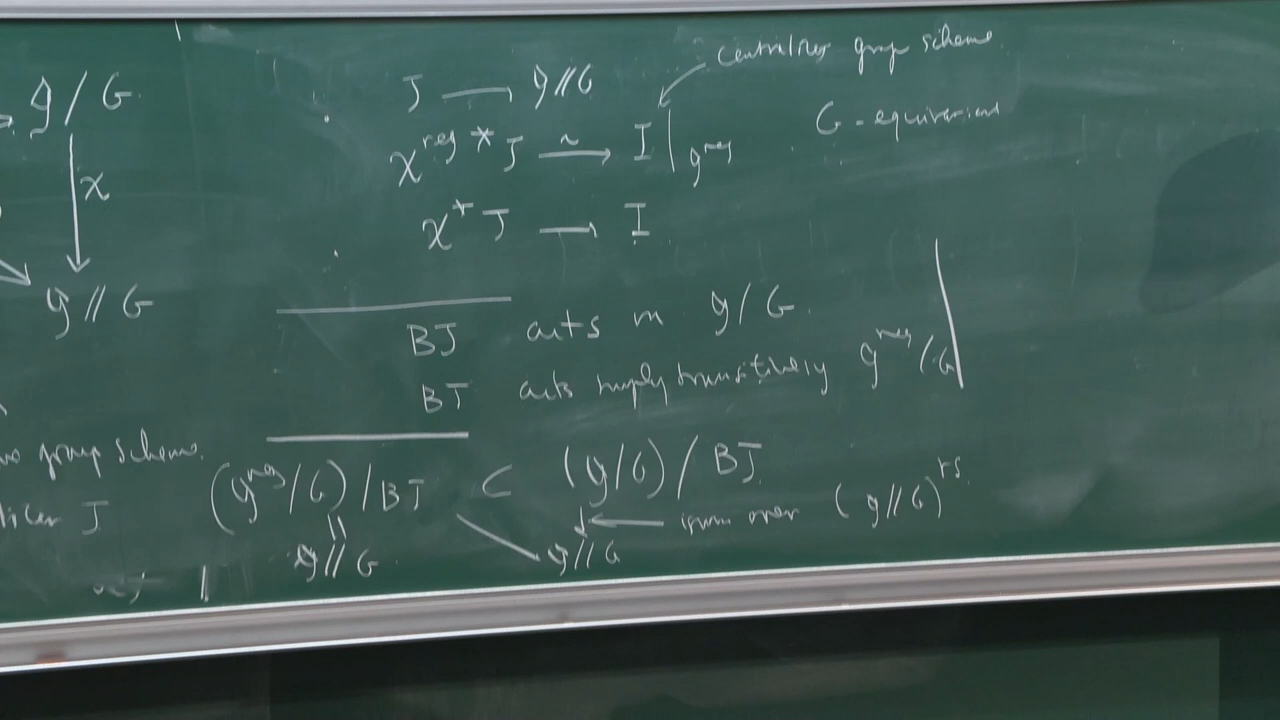 𝔤/G
χ
𝔤//G
group scheme.
J
J ⟶ 𝔤//G
centralizer group scheme
χ^{reg *} J ⥲ I|_{𝔤^{reg}}
G-equivariant
χ^* J ⟶ I
BJ acts on 𝔤/G.
BJ acts simply transitively 𝔤^{reg}/G
(𝔤^{reg}/G)/BJ ⊂ (𝔤/G)/BJ
↓ ← isom over (𝔤//G)^{rs}
|| 𝔤//G
𝔤//G